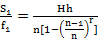 S₁/f₁ = Hh / n[1−(n−1/n)^r]